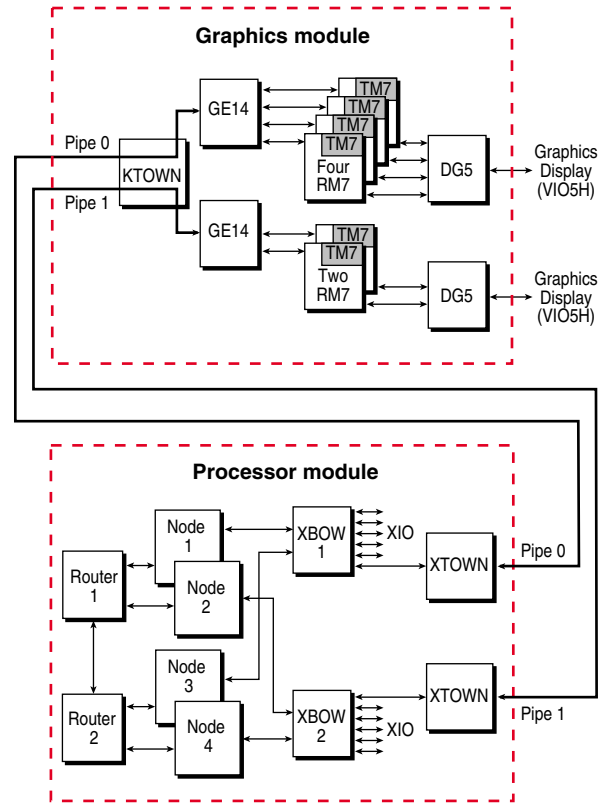 Graphics module
TM7
TM7
TM7
TM7
GE14
Four
RM7
DG5
Graphics
Display
(VIO5H)
Pipe 0
KTOWN
Pipe 1
GE14
TM7
TM7
Two
RM7
DG5
Graphics
Display
(VIO5H)
Processor module
Node
1
XBOW
1
XIO
XTOWN
Pipe 0
Router
1
Node
2
Node
3
Router
2
Node
4
XBOW
2
XIO
XTOWN
Pipe 1